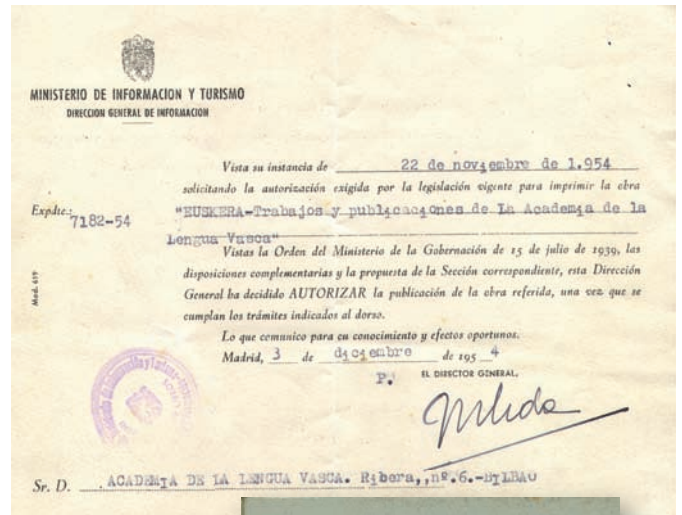 MINISTERIO DE INFORMACION Y TURISMO
DIRECCION GENERAL DE INFORMACION
Vista su instancia de 22 de noviembre de 1.954
solicitando la autorización exigida por la legislación vigente para imprimir la obra
Expdte.: 7182-54 "EUSKERA-Trabajos y publicaciones de La Academia de la
Lengua Vasca"
Vistas la Orden del Ministerio de la Gobernación de 15 de julio de 1939, las
disposiciones complementarias y la propuesta de la Sección correspondiente, esta Dirección
General ha decidido AUTORIZAR la publicación de la obra referida, una vez que se
cumplan los trámites indicados al dorso.
Mod. 619
Lo que comunico para su conocimiento y efectos oportunos.
Madrid, 3 de diciembre de 195 4
P. EL DIRECTOR GENERAL,
Sr. D. ACADEMIA DE LA LENGUA VASCA. Ribera,,nº.6.-BILBAO